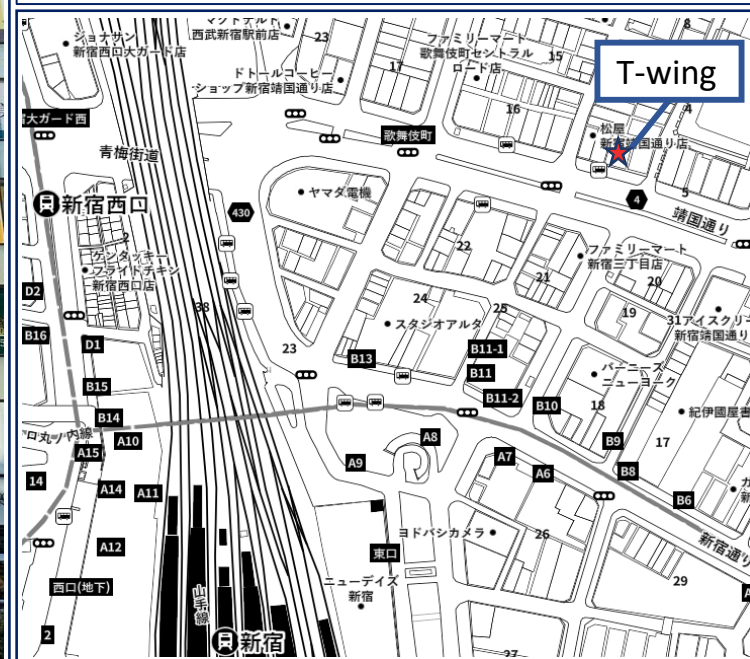 ジョナサン
新宿西口大ガード店
西武新宿駅前店
23
17
ファミリーマート
歌舞伎町セントラル
ロード店
15
8
ドトールコーヒー
ショップ新宿靖国通り店
16
T-wing
4
松屋
新宿靖国通り店
大ガード西
歌舞伎町
青梅街道
5
4
靖国通り
新宿西口
430
ヤマダ電機
2
ケンタッキー
フライドチキン
新宿西口店
22
21
ファミリーマート
新宿三丁目店
20
D2
38
24
25
スタジオアルタ
19
31アイスクリー
新宿靖国通り
B16
D1
23
B13
B11-1
B11
バーニーズ
ニューヨーク
B15
B11-2
B10
18
紀伊國屋書
B14
ロ丸ノ内線
A10
A15
A8
B9
17
14
A14
A11
A9
A7
A6
B8
B6
A12
ヨドバシカメラ
26
新宿通り
東口
西口(地下)
山手線
ニューデイズ
新宿
29
2
新宿
27